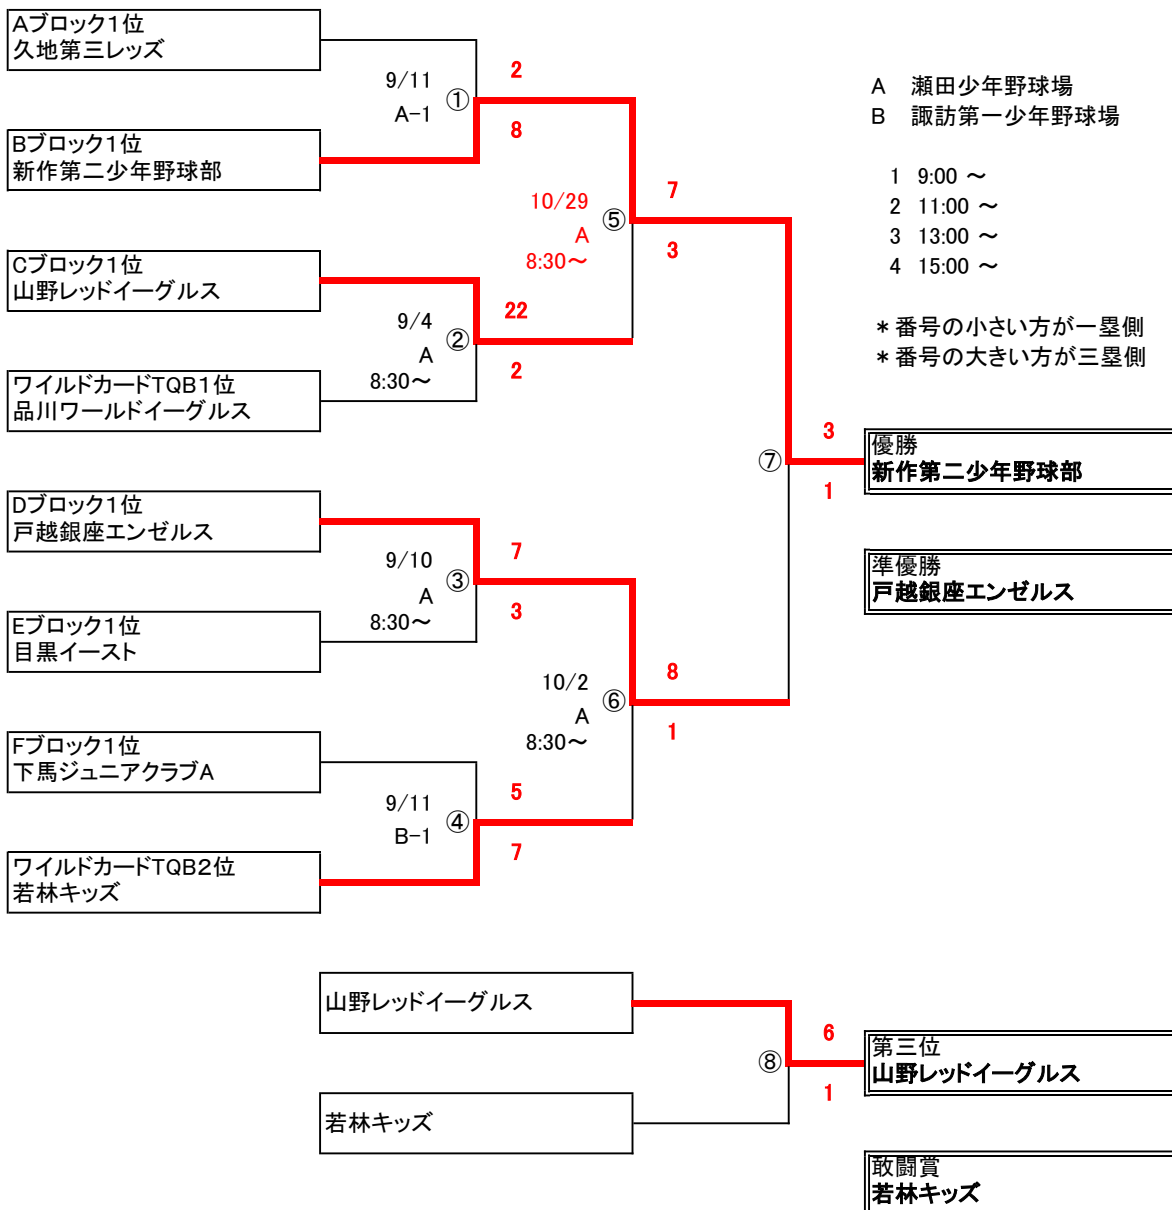 Aブロック1位
久地第三レッズ
9/11
①
A-1
2
8
Bブロック1位
新作第二少年野球部
A 瀬田少年野球場
B 諏訪第一少年野球場
1 9:00 ～
2 11:00 ～
3 13:00 ～
4 15:00 ～
＊番号の小さい方が一塁側
＊番号の大きい方が三塁側
10/29
⑤
A
8:30～
7
3
Cブロック1位
山野レッドイーグルス
9/4
②
A
8:30～
22
2
ワイルドカードTQB1位
品川ワールドイーグルス
⑦
3
1
優勝
新作第二少年野球部
準優勝
戸越銀座エンゼルス
Dブロック1位
戸越銀座エンゼルス
9/10
③
A
8:30～
7
3
Eブロック1位
目黒イースト
10/2
⑥
A
8:30～
8
1
Fブロック1位
下馬ジュニアクラブA
9/11
④
B-1
5
7
ワイルドカードTQB2位
若林キッズ
山野レッドイーグルス
⑧
6
1
若林キッズ
第三位
山野レッドイーグルス
敢闘賞
若林キッズ